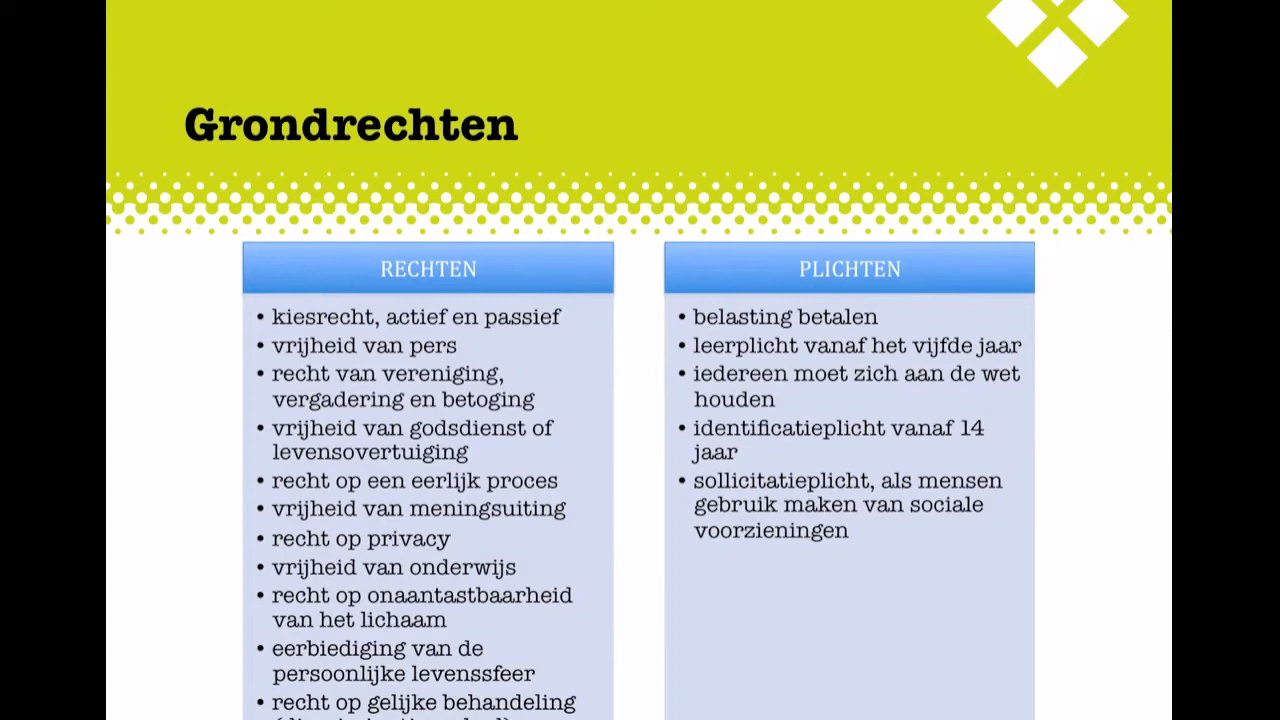 Grondrechten
RECHTEN
• kiesrecht, actief en passief
• vrijheid van pers
• recht van vereniging,
vergadering en betoging
• vrijheid van godsdienst of
levensovertuiging
• recht op een eerlijk proces
• vrijheid van meningsuiting
• recht op privacy
• vrijheid van onderwijs
• recht op onaantastbaarheid
van het lichaam
• eerbiediging van de
persoonlijke levenssfeer
• recht op gelijke behandeling
PLICHTEN
• belasting betalen
• leerplicht vanaf het vijfde jaar
• iedereen moet zich aan de wet
houden
• identificatieplicht vanaf 14
jaar
• sollicitatieplicht, als mensen
gebruik maken van sociale
voorzieningen